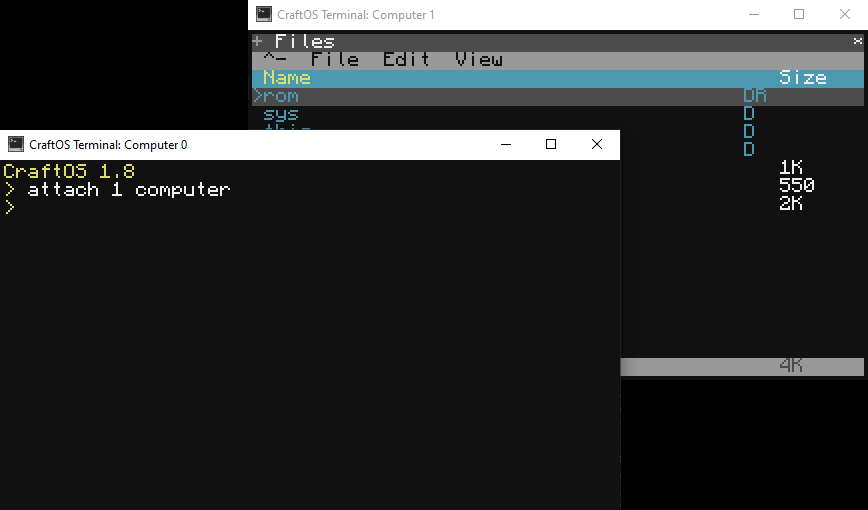 CraftOS Terminal: Computer 1
+ Files ×
^- File Edit View
Name Size
>rom DR
sys D
D
D
1K
550
2K
4K
CraftOS Terminal: Computer 0
CraftOS 1.8
> attach 1 computer
>